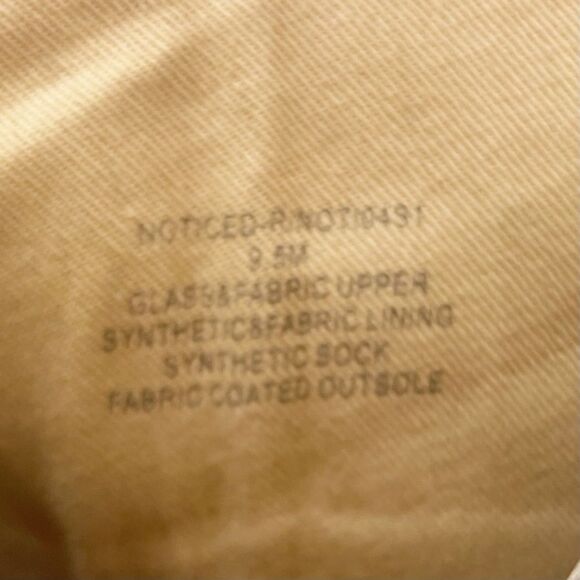 NOTICED-R/NOTI0491
9.5M
GLASS&FABRIC UPPER
SYNTHETIC&FABRIC LINING
SYNTHETIC SOCK
FABRIC COATED OUTSOLE